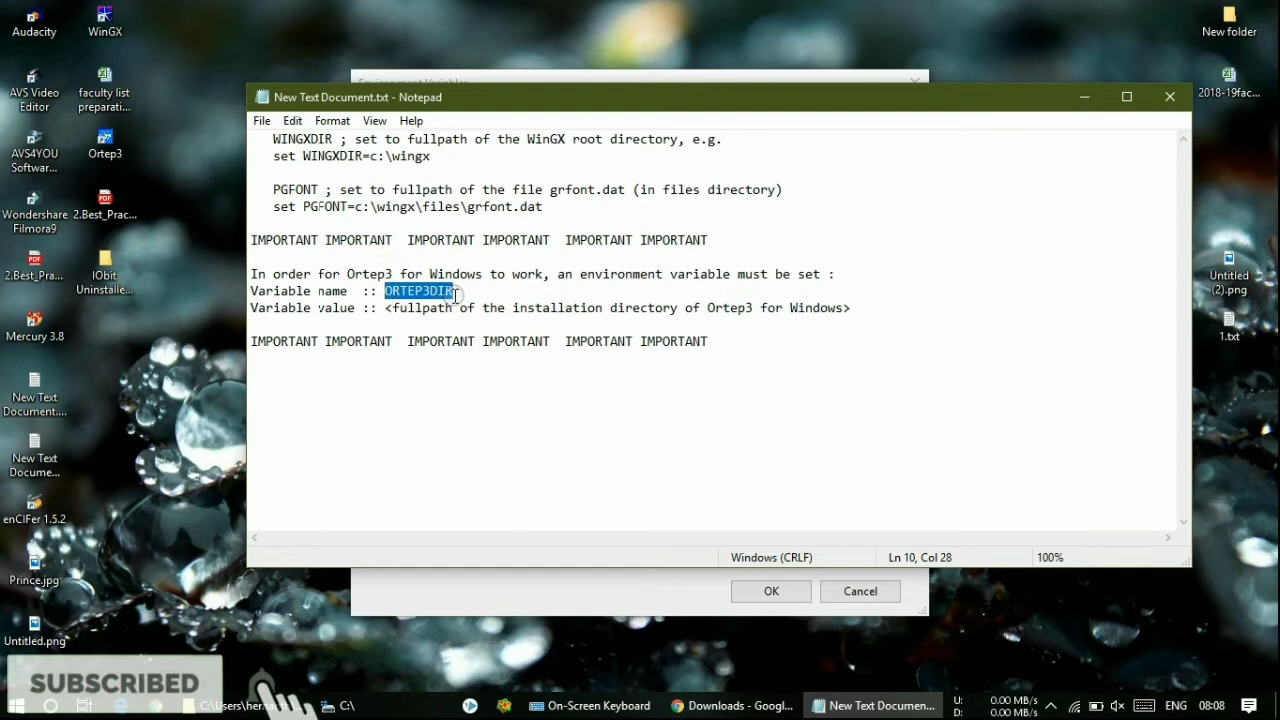 Audacity
WinGX
New folder
AVS Video
Editor
faculty list
preparati...
2018-19fac...
AVS4YOU
Softwar...
Ortep3
Wondershare
Filmora9
2.Best_Prac...
2.Best_Pra...
IObit
Uninstalle...
Mercury 3.8
New Text
Document....
New Text
Docume...
enCIFer 1.5.2
Prince.jpg
Untitled.png
Untitled
(2).png
1.txt
Environment Variables
New Text Document.txt - Notepad
File Edit Format View Help
WINGXDIR ; set to fullpath of the WinGX root directory, e.g.
set WINGXDIR=c:\wingx
PGFONT ; set to fullpath of the file grfont.dat (in files directory)
set PGFONT=c:\wingx\files\grfont.dat
IMPORTANT IMPORTANT IMPORTANT IMPORTANT IMPORTANT IMPORTANT
In order for Ortep3 for Windows to work, an environment variable must be set :
Variable name :: ORTEP3DIR
Variable value :: <fullpath of the installation directory of Ortep3 for Windows>
IMPORTANT IMPORTANT IMPORTANT IMPORTANT IMPORTANT IMPORTANT
Windows (CRLF) Ln 10, Col 28 100%
OK Cancel
SUBSCRIBED
C:\ On-Screen Keyboard Downloads - Googl... New Text Documen... U: 0.00 MB/s 08:08
D: 0.00 MB/s